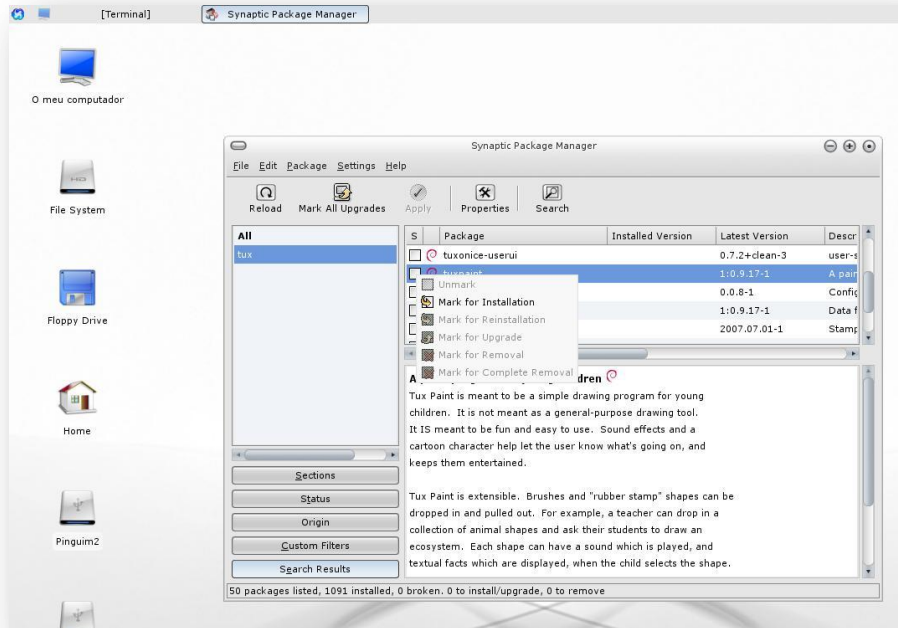 [Terminal]
Synaptic Package Manager
O meu computador
HD
File System
Floppy Drive
Home
Pinguim2
Synaptic Package Manager
File Edit Package Settings Help
Reload Mark All Upgrades Apply Properties Search
All
tux
S Package Installed Version Latest Version Descr
tuxonice-userui 0.7.2+clean-3 user-s
tuxpaint 1:0.9.17-1 A pain
0.0.8-1 Config
1:0.9.17-1 Data f
2007.07.01-1 Stamp
Unmark
Mark for Installation
Mark for Reinstallation
Mark for Upgrade
Mark for Removal
Mark for Complete Removal
Tux Paint is meant to be a simple drawing program for young
children. It is not meant as a general-purpose drawing tool.
It IS meant to be fun and easy to use. Sound effects and a
cartoon character help let the user know what's going on, and
keeps them entertained.
Tux Paint is extensible. Brushes and "rubber stamp" shapes can be
dropped in and pulled out. For example, a teacher can drop in a
collection of animal shapes and ask their students to draw an
ecosystem. Each shape can have a sound which is played, and
textual facts which are displayed, when the child selects the shape.
Sections
Status
Origin
Custom Filters
Search Results
50 packages listed, 1091 installed, 0 broken. 0 to install/upgrade, 0 to remove